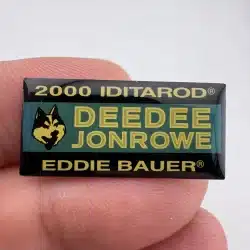 2000 IDITAROD®
DEEDEE
JONROWE
EDDIE BAUER®